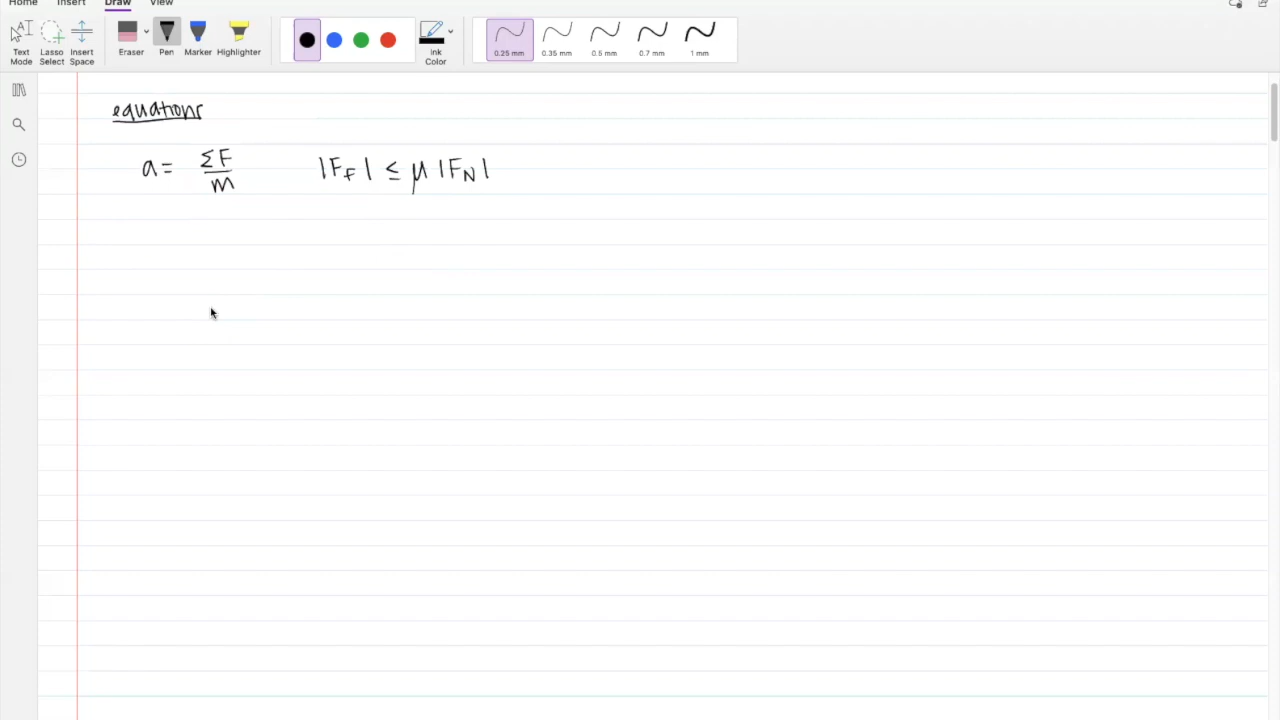 Home Insert Draw View
Text Mode Lasso Select Insert Space Eraser Pen Marker Highlighter Ink Color 0.25 mm 0.35 mm 0.5 mm 0.7 mm 1 mm
equations
a = ΣF/m |F_f| ≤ μ |F_N|